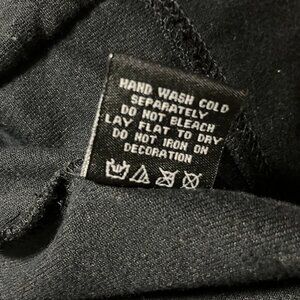 HAND WASH COLD
SEPARATELY
DO NOT BLEACH
LAY FLAT TO DRY
DO NOT IRON ON
DECORATION